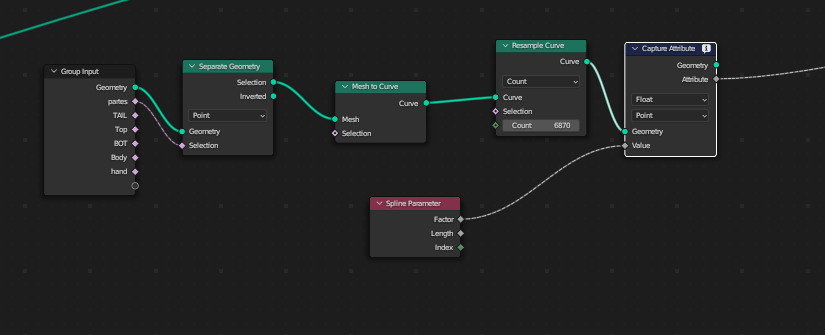 Group Input
Geometry
partes
TAIL
Top
BOT
Body
hand
Separate Geometry
Selection
Inverted
Point
Geometry
Selection
Mesh to Curve
Curve
Mesh
Selection
Resample Curve
Curve
Count
Curve
Selection
Count 6870
Capture Attribute
Geometry
Attribute
Float
Point
Geometry
Value
Spline Parameter
Factor
Length
Index